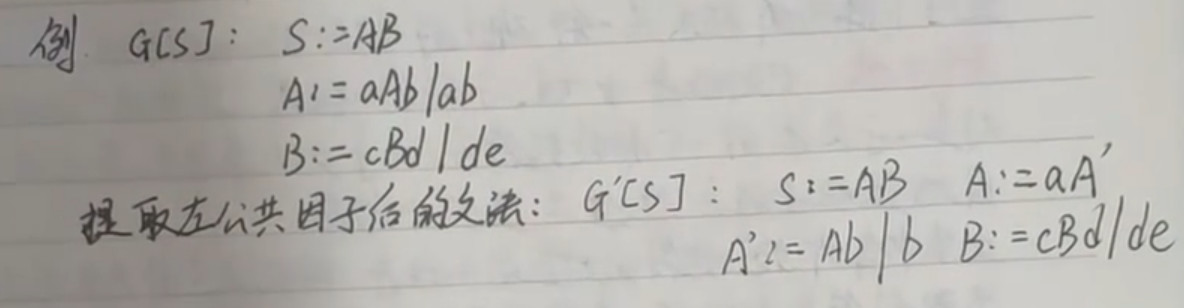 例. G[S]: S:=AB
A:=aAb|ab
B:=cBd|de
提取左公共因子后的文法: G'[S]: S:=AB A:=aA'
A':=Ab|b B:=cBd|de